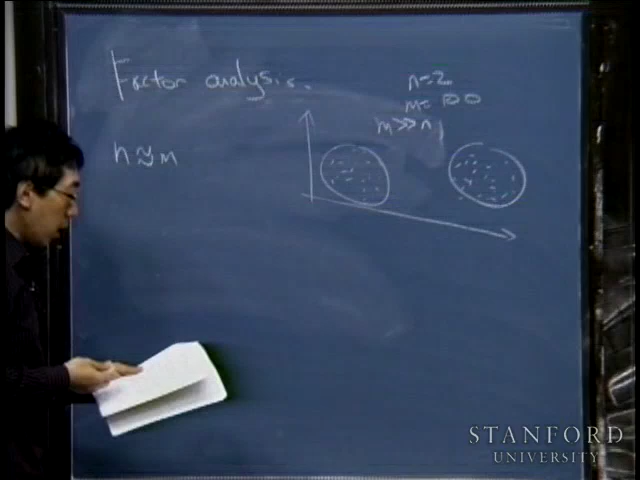 Factor analysis.
n=2
m=100
m≫n
n≈m
STANFORD
UNIVERSITY